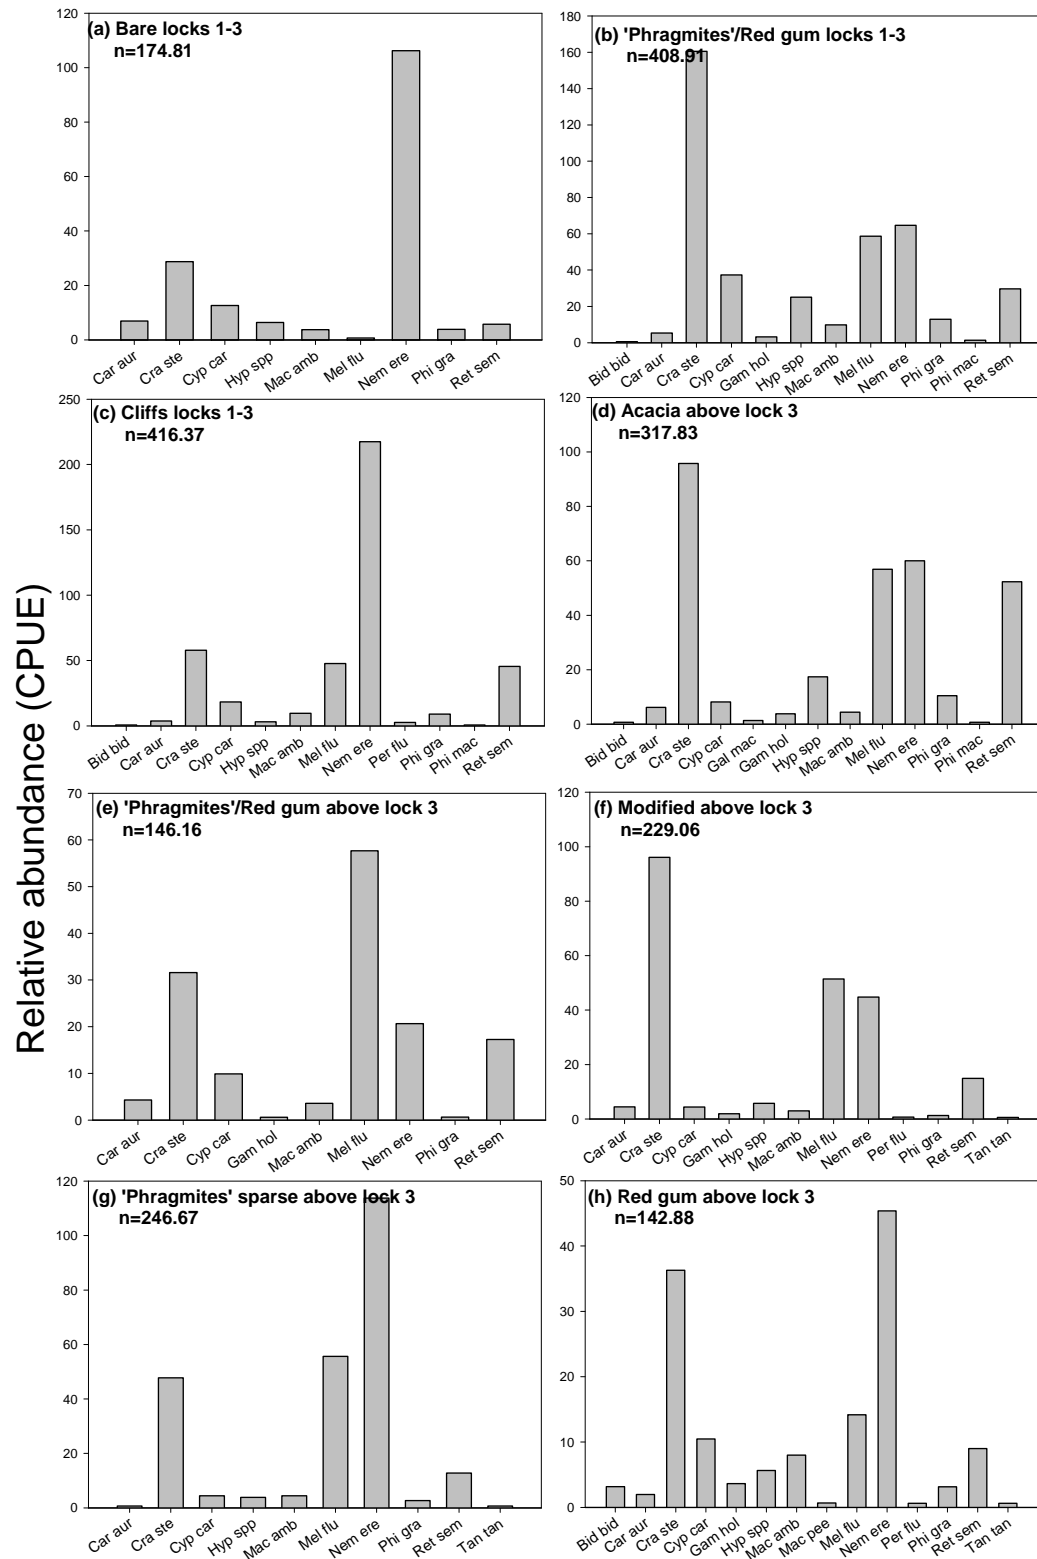 Relative abundance (CPUE)
(a) Bare locks 1-3
n=174.81
120
100
80
60
40
20
0
Car aur
Cra ste
Cyp car
Hyp spp
Mac amb
Mel flu
Nem ere
Phi gra
Ret sem
(b) 'Phragmites'/Red gum locks 1-3
n=408.91
180
160
140
120
100
80
60
40
20
0
Bid bid
Car aur
Cra ste
Cyp car
Gam hol
Hyp spp
Mac amb
Mel flu
Nem ere
Phi gra
Phi mac
Ret sem
(c) Cliffs locks 1-3
n=416.37
250
200
150
100
50
0
Bid bid
Car aur
Cra ste
Cyp car
Hyp spp
Mac amb
Mel flu
Nem ere
Per flu
Phi gra
Phi mac
Ret sem
(d) Acacia above lock 3
n=317.83
120
100
80
60
40
20
0
Bid bid
Car aur
Cra ste
Cyp car
Gal mac
Gam hol
Hyp spp
Mac amb
Mel flu
Nem ere
Phi gra
Phi mac
Ret sem
(e) 'Phragmites'/Red gum above lock 3
n=146.16
70
60
50
40
30
20
10
0
Car aur
Cra ste
Cyp car
Gam hol
Mac amb
Mel flu
Nem ere
Phi gra
Ret sem
(f) Modified above lock 3
n=229.06
120
100
80
60
40
20
0
Car aur
Cra ste
Cyp car
Gam hol
Hyp spp
Mac amb
Mel flu
Nem ere
Per flu
Phi gra
Ret sem
Tan tan
(g) 'Phragmites' sparse above lock 3
n=246.67
120
100
80
60
40
20
0
Car aur
Cra ste
Cyp car
Hyp spp
Mac amb
Mel flu
Nem ere
Phi gra
Ret sem
Tan tan
(h) Red gum above lock 3
n=142.88
50
40
30
20
10
0
Bid bid
Car aur
Cra ste
Cyp car
Gam hol
Hyp spp
Mac amb
Mac pee
Mel flu
Nem ere
Per flu
Phi gra
Ret sem
Tan tan